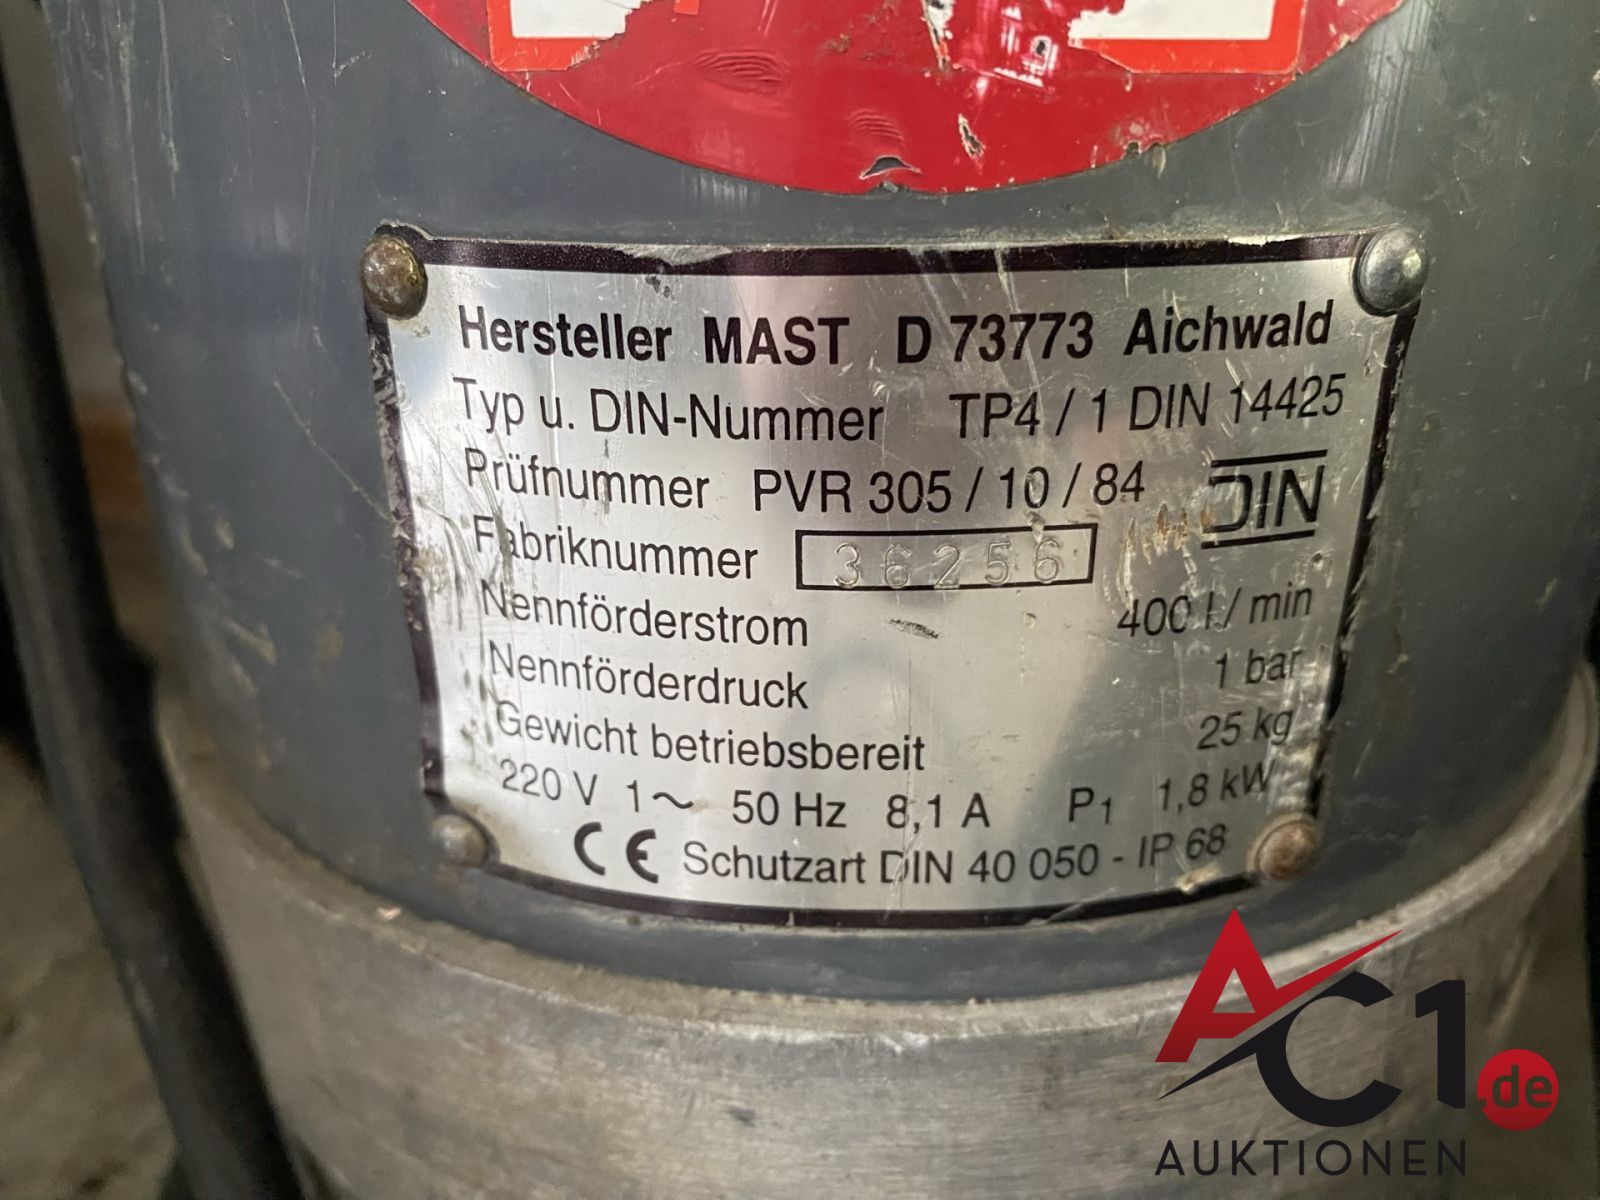 Hersteller MAST D 73773 Aichwald
Typ u. DIN-Nummer TP4 / 1 DIN 14425
Prüfnummer PVR 305 / 10 / 84 DIN
Fabriknummer 36256
Nennförderstrom 400 l / min
Nennförderdruck 1 bar
Gewicht betriebsbereit 25 kg
220 V 1~ 50 Hz 8,1 A P1 1,8 kW
CE Schutzart DIN 40 050 - IP 68
AC1.de
AUKTIONEN